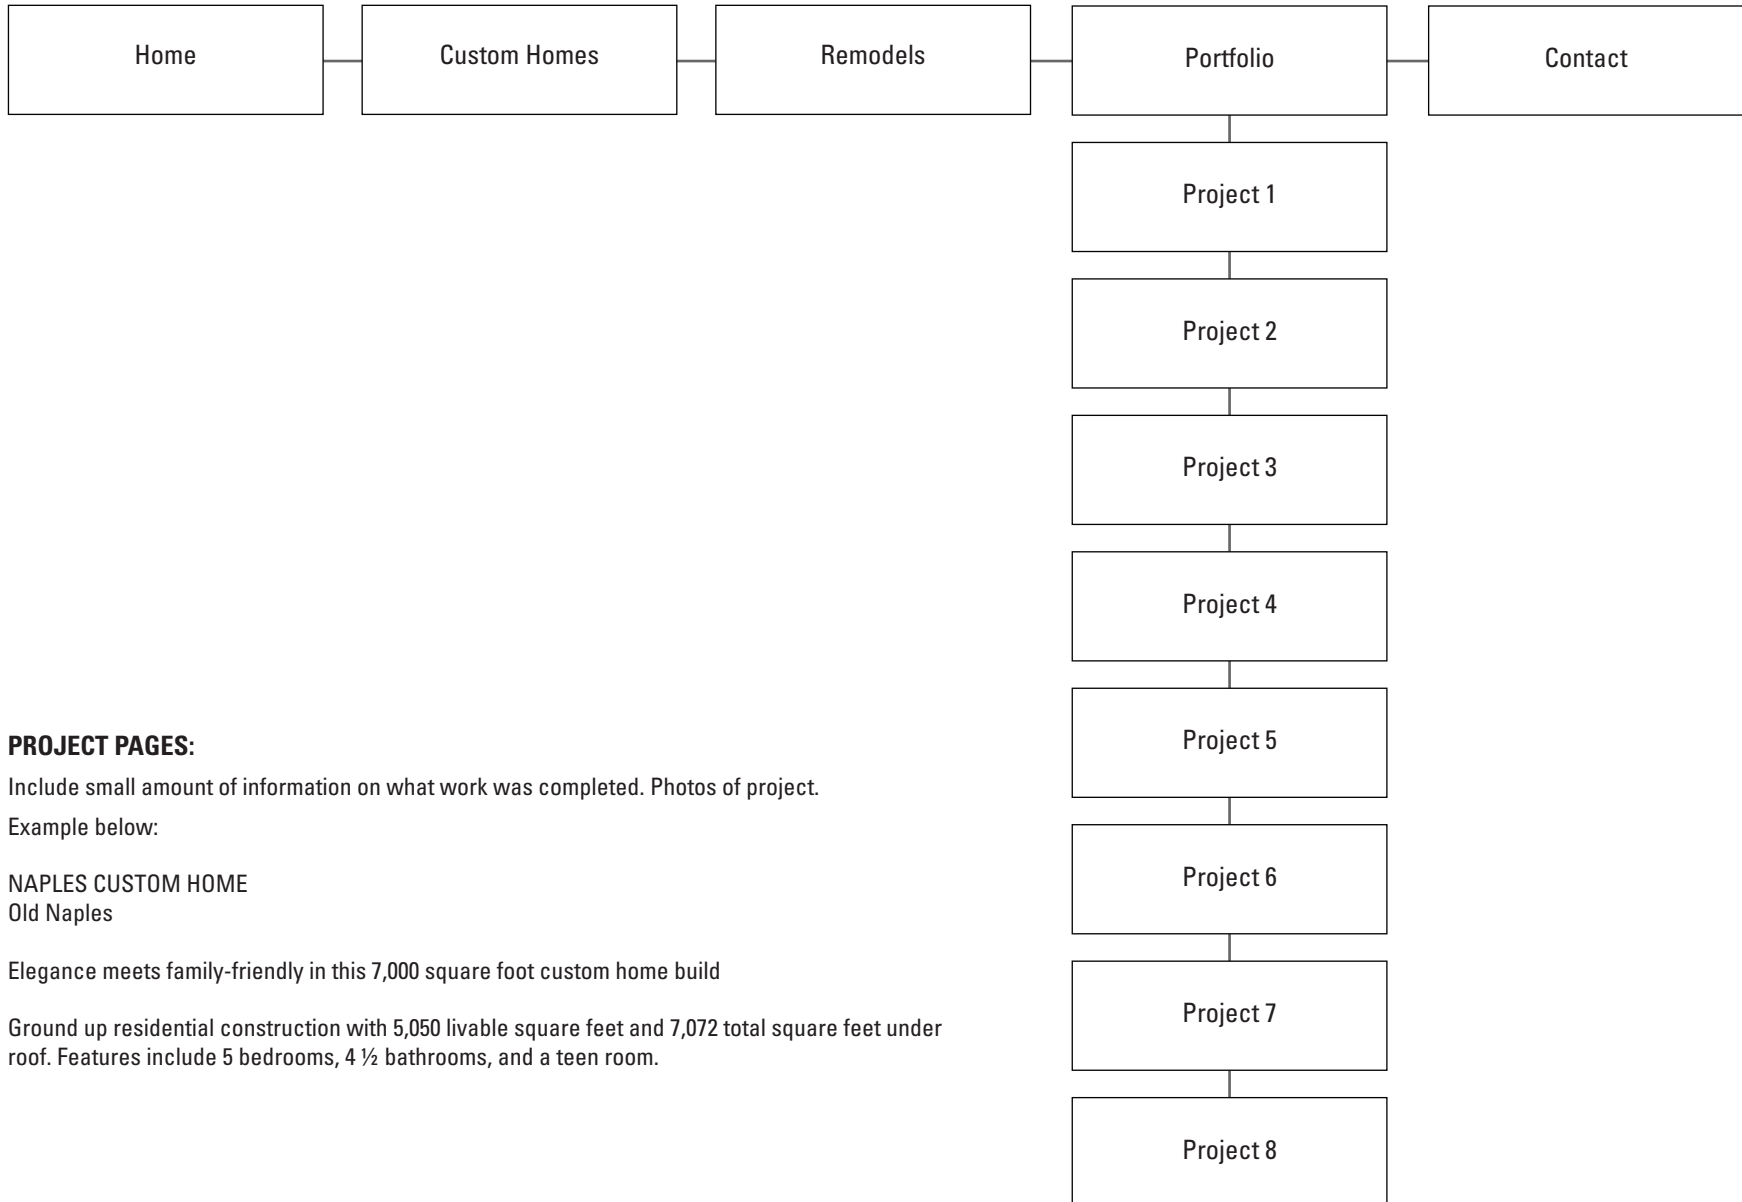 Home
Custom Homes
Remodels
Portfolio
Contact
Project 1
Project 2
Project 3
Project 4
Project 5
Project 6
Project 7
Project 8
PROJECT PAGES:
Include small amount of information on what work was completed. Photos of project.
Example below:
NAPLES CUSTOM HOME
Old Naples
Elegance meets family-friendly in this 7,000 square foot custom home build
Ground up residential construction with 5,050 livable square feet and 7,072 total square feet under
roof. Features include 5 bedrooms, 4 ½ bathrooms, and a teen room.